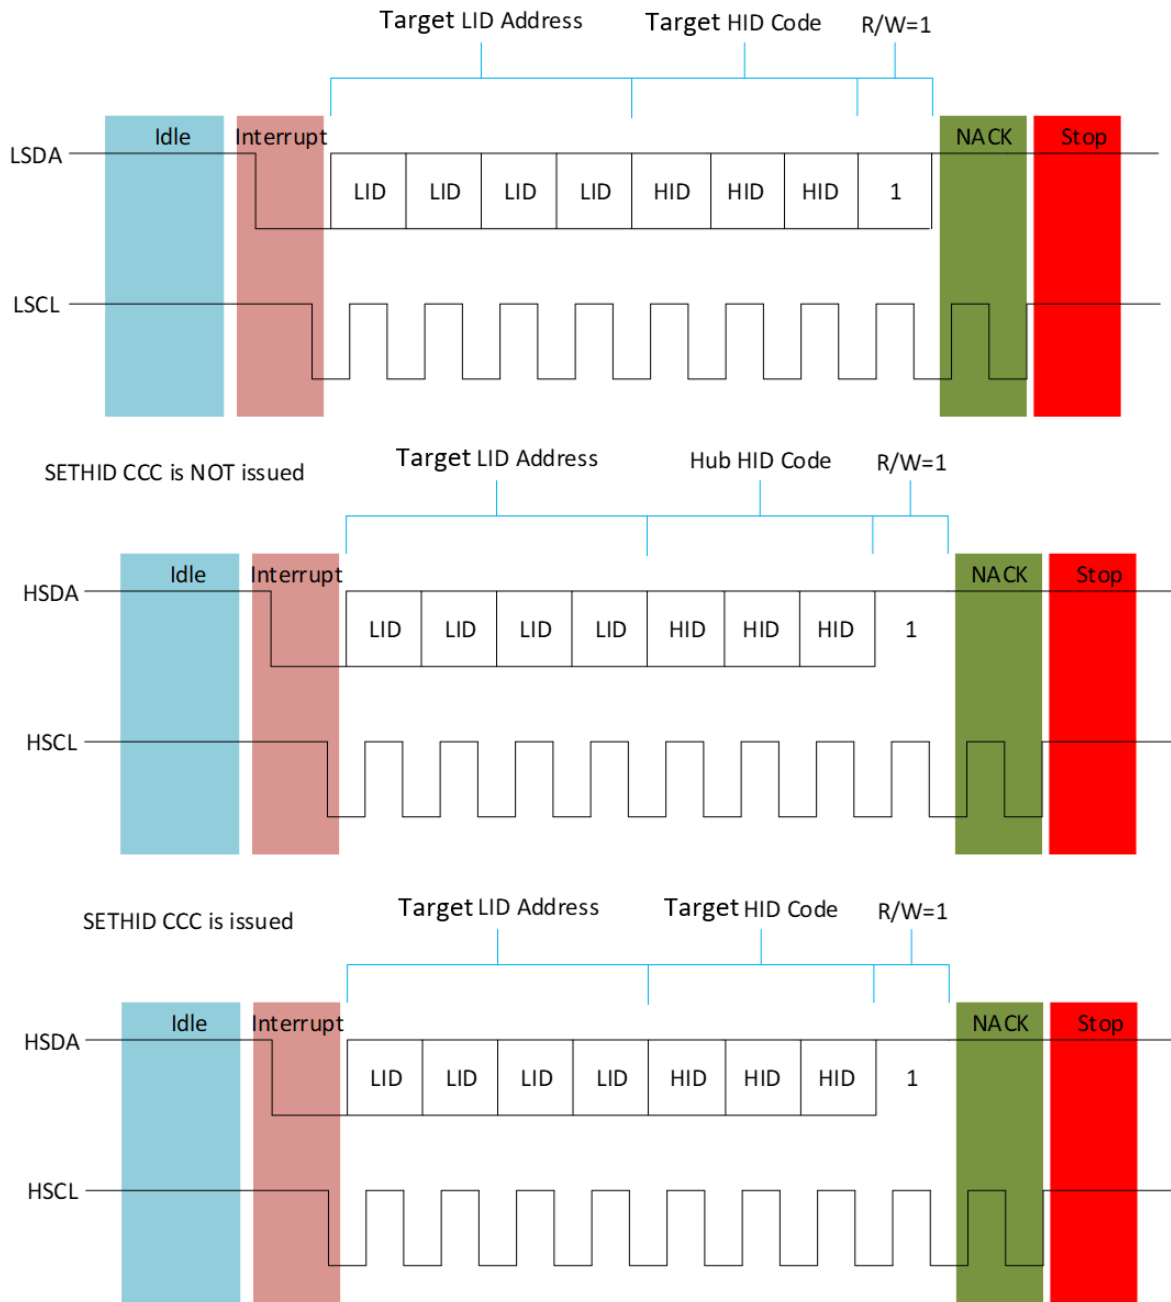 Target LID Address Target HID Code R/W=1
Idle Interrupt NACK Stop
LSDA
LID LID LID LID HID HID HID 1
LSCL
SETHID CCC is NOT issued
Target LID Address Hub HID Code R/W=1
Idle Interrupt NACK Stop
HSDA
LID LID LID LID HID HID HID 1
HSCL
SETHID CCC is issued
Target LID Address Target HID Code R/W=1
Idle Interrupt NACK Stop
HSDA
LID LID LID LID HID HID HID 1
HSCL